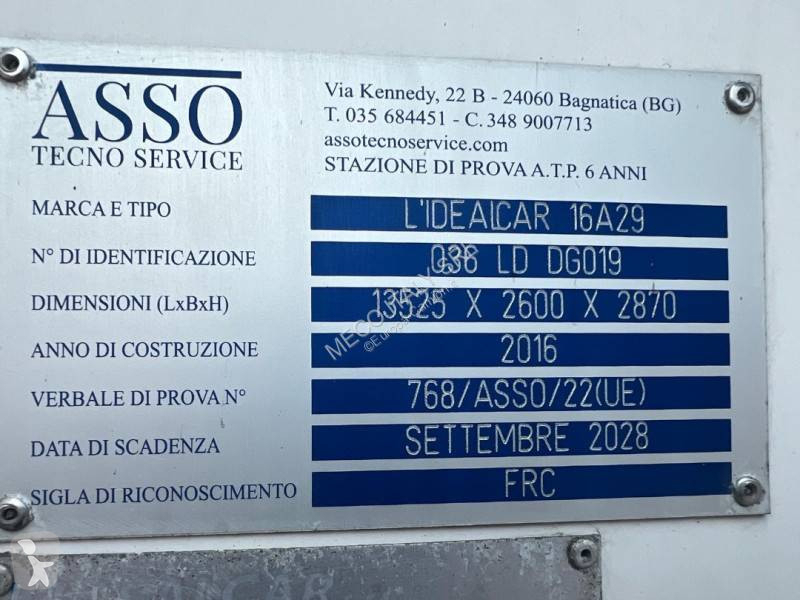 ASSO
TECNO SERVICE
Via Kennedy, 22 B - 24060 Bagnatica (BG)
T. 035 684451 - C. 348 9007713
assotecnoservice.com
STAZIONE DI PROVA A.T.P. 6 ANNI
MARCA E TIPO L'IDEALCAR 16A29
N° DI IDENTIFICAZIONE Q36 LD DG019
DIMENSIONI (LxBxH) 13525 X 2600 X 2870
ANNO DI COSTRUZIONE 2016
VERBALE DI PROVA N° 768/ASSO/22(UE)
DATA DI SCADENZA SETTEMBRE 2028
SIGLA DI RICONOSCIMENTO FRC